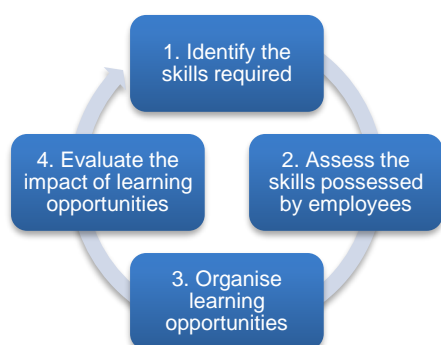 1. Identify the
skills required
2. Assess the
skills possessed
by employees
3. Organise
learning
opportunities
4. Evaluate the
impact of learning
opportunities